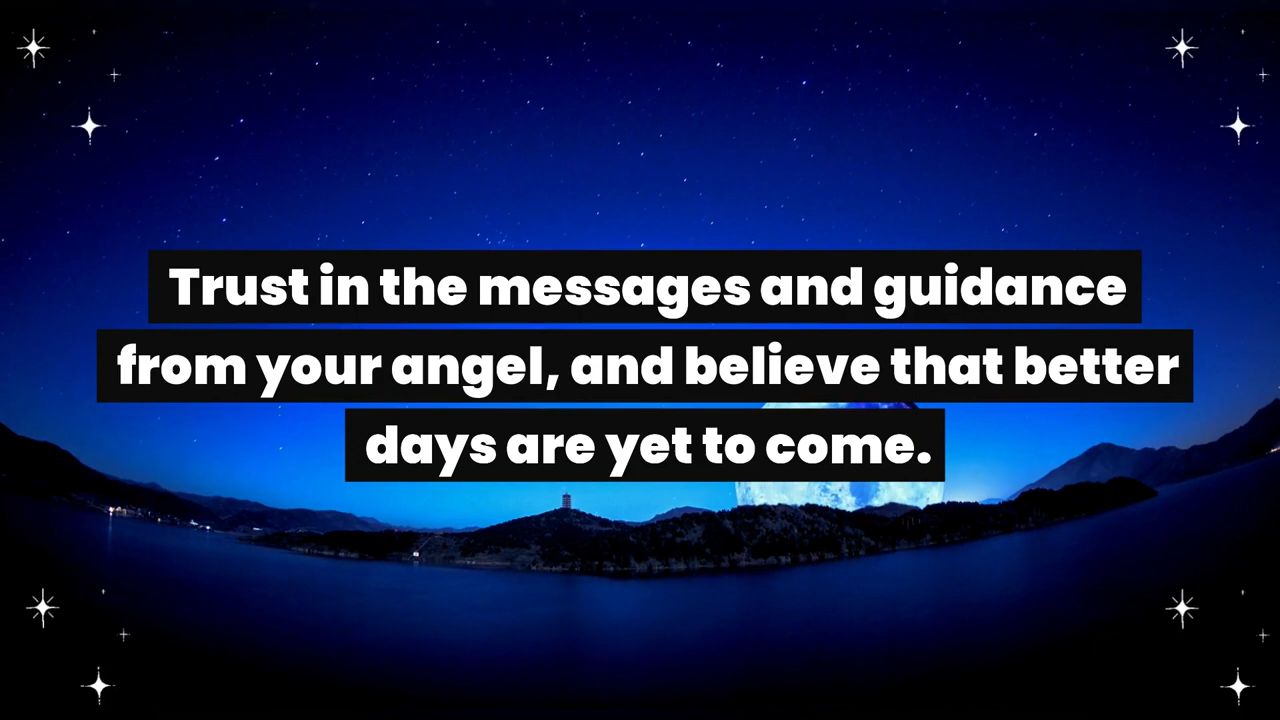 Trust in the messages and guidance
from your angel, and believe that better
days are yet to come.